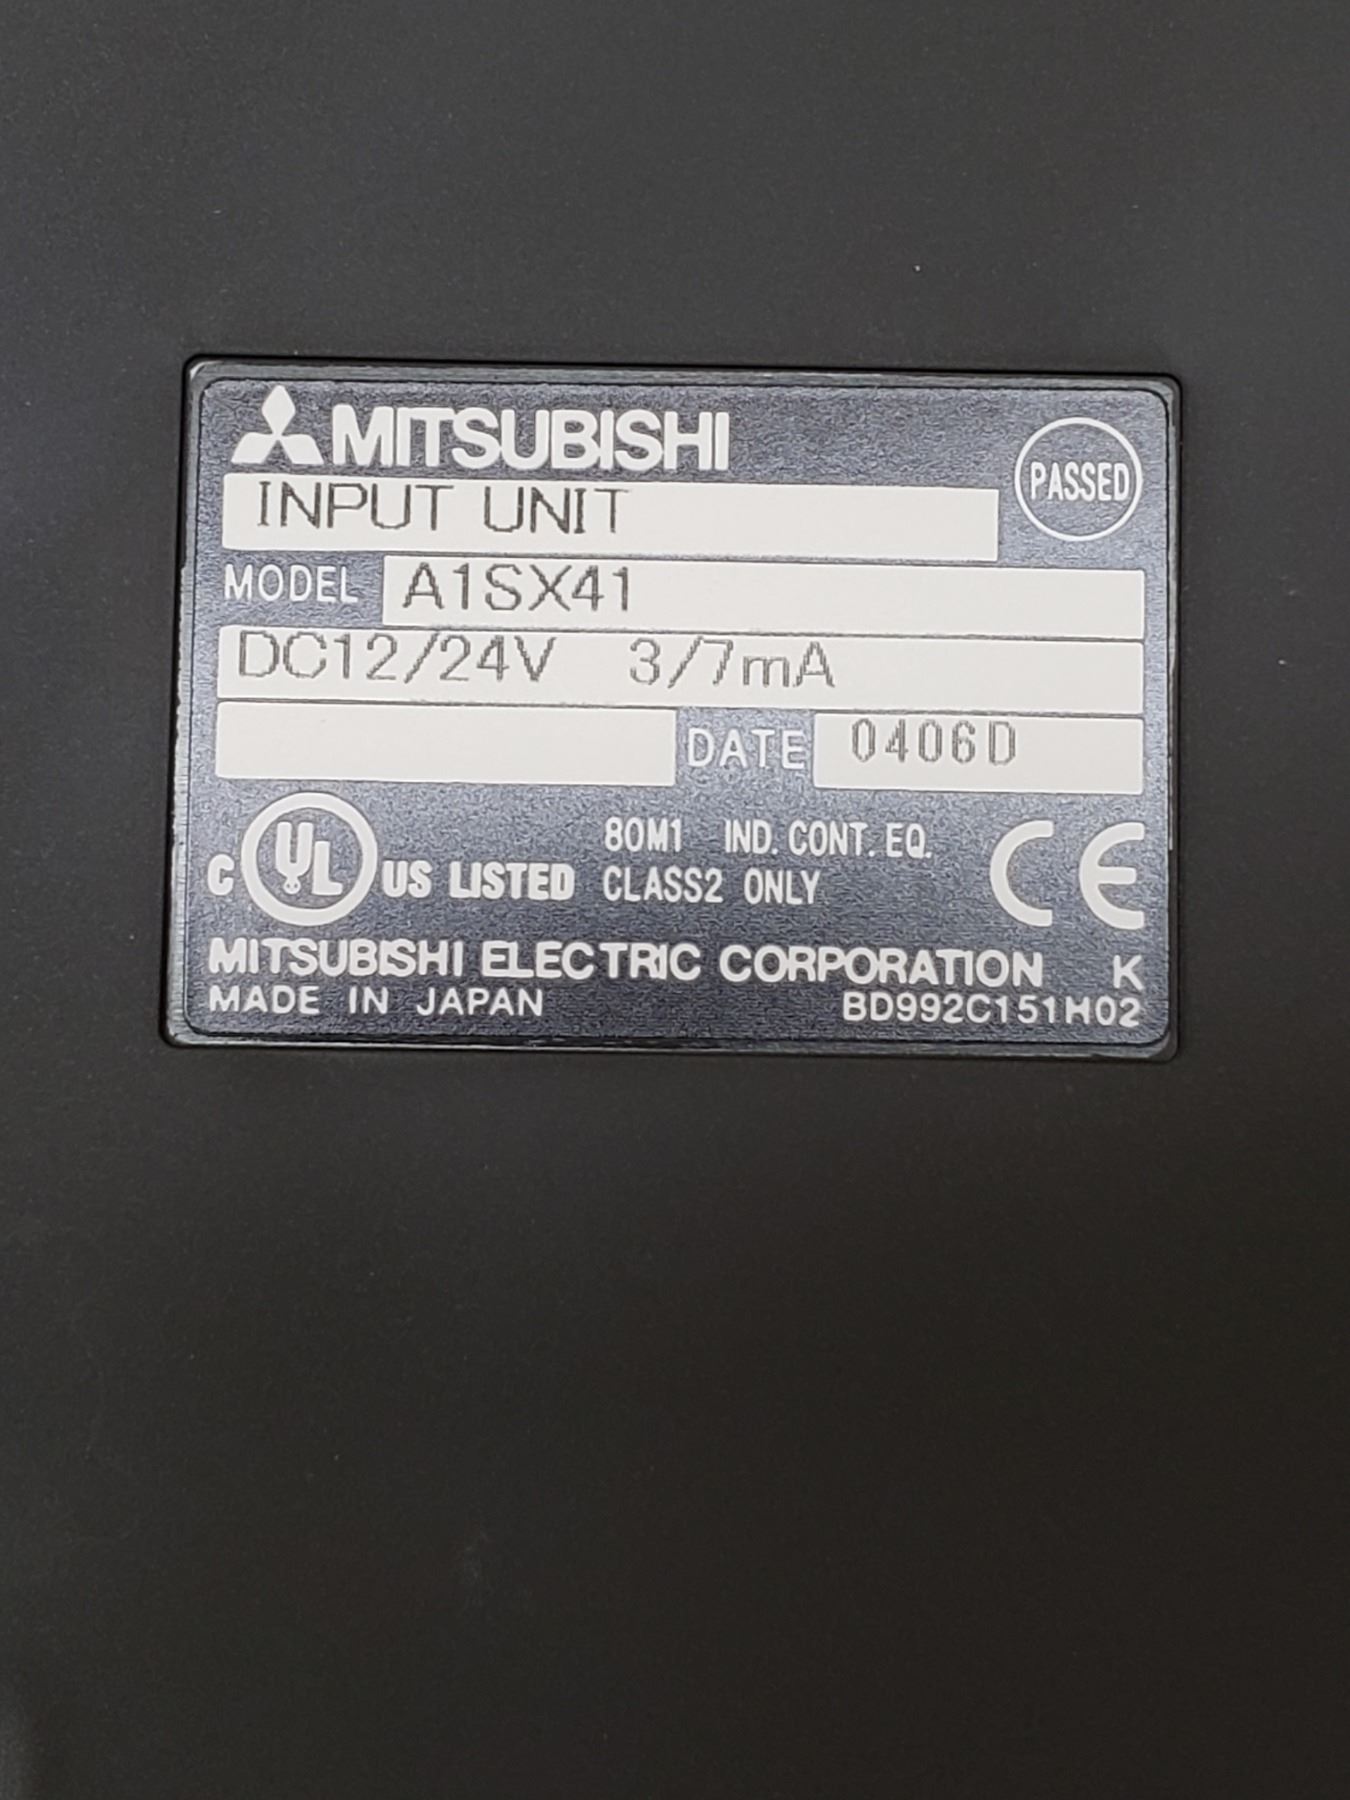 MITSUBISHI
PASSED
INPUT UNIT
MODEL A1SX41
DC12/24V 3/7mA
DATE 0406D
C UL US LISTED
80M1 IND. CONT. EQ.
CLASS2 ONLY
CE
MITSUBISHI ELECTRIC CORPORATION K
MADE IN JAPAN BD992C151H02